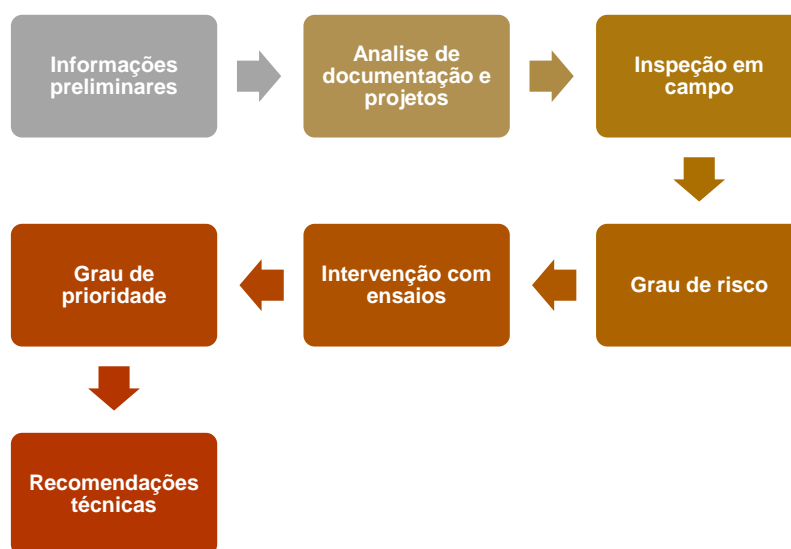 Informações
preliminares
Analise de
documentação e
projetos
Inspeção em
campo
Grau de risco
Intervenção com
ensaios
Grau de
prioridade
Recomendações
técnicas